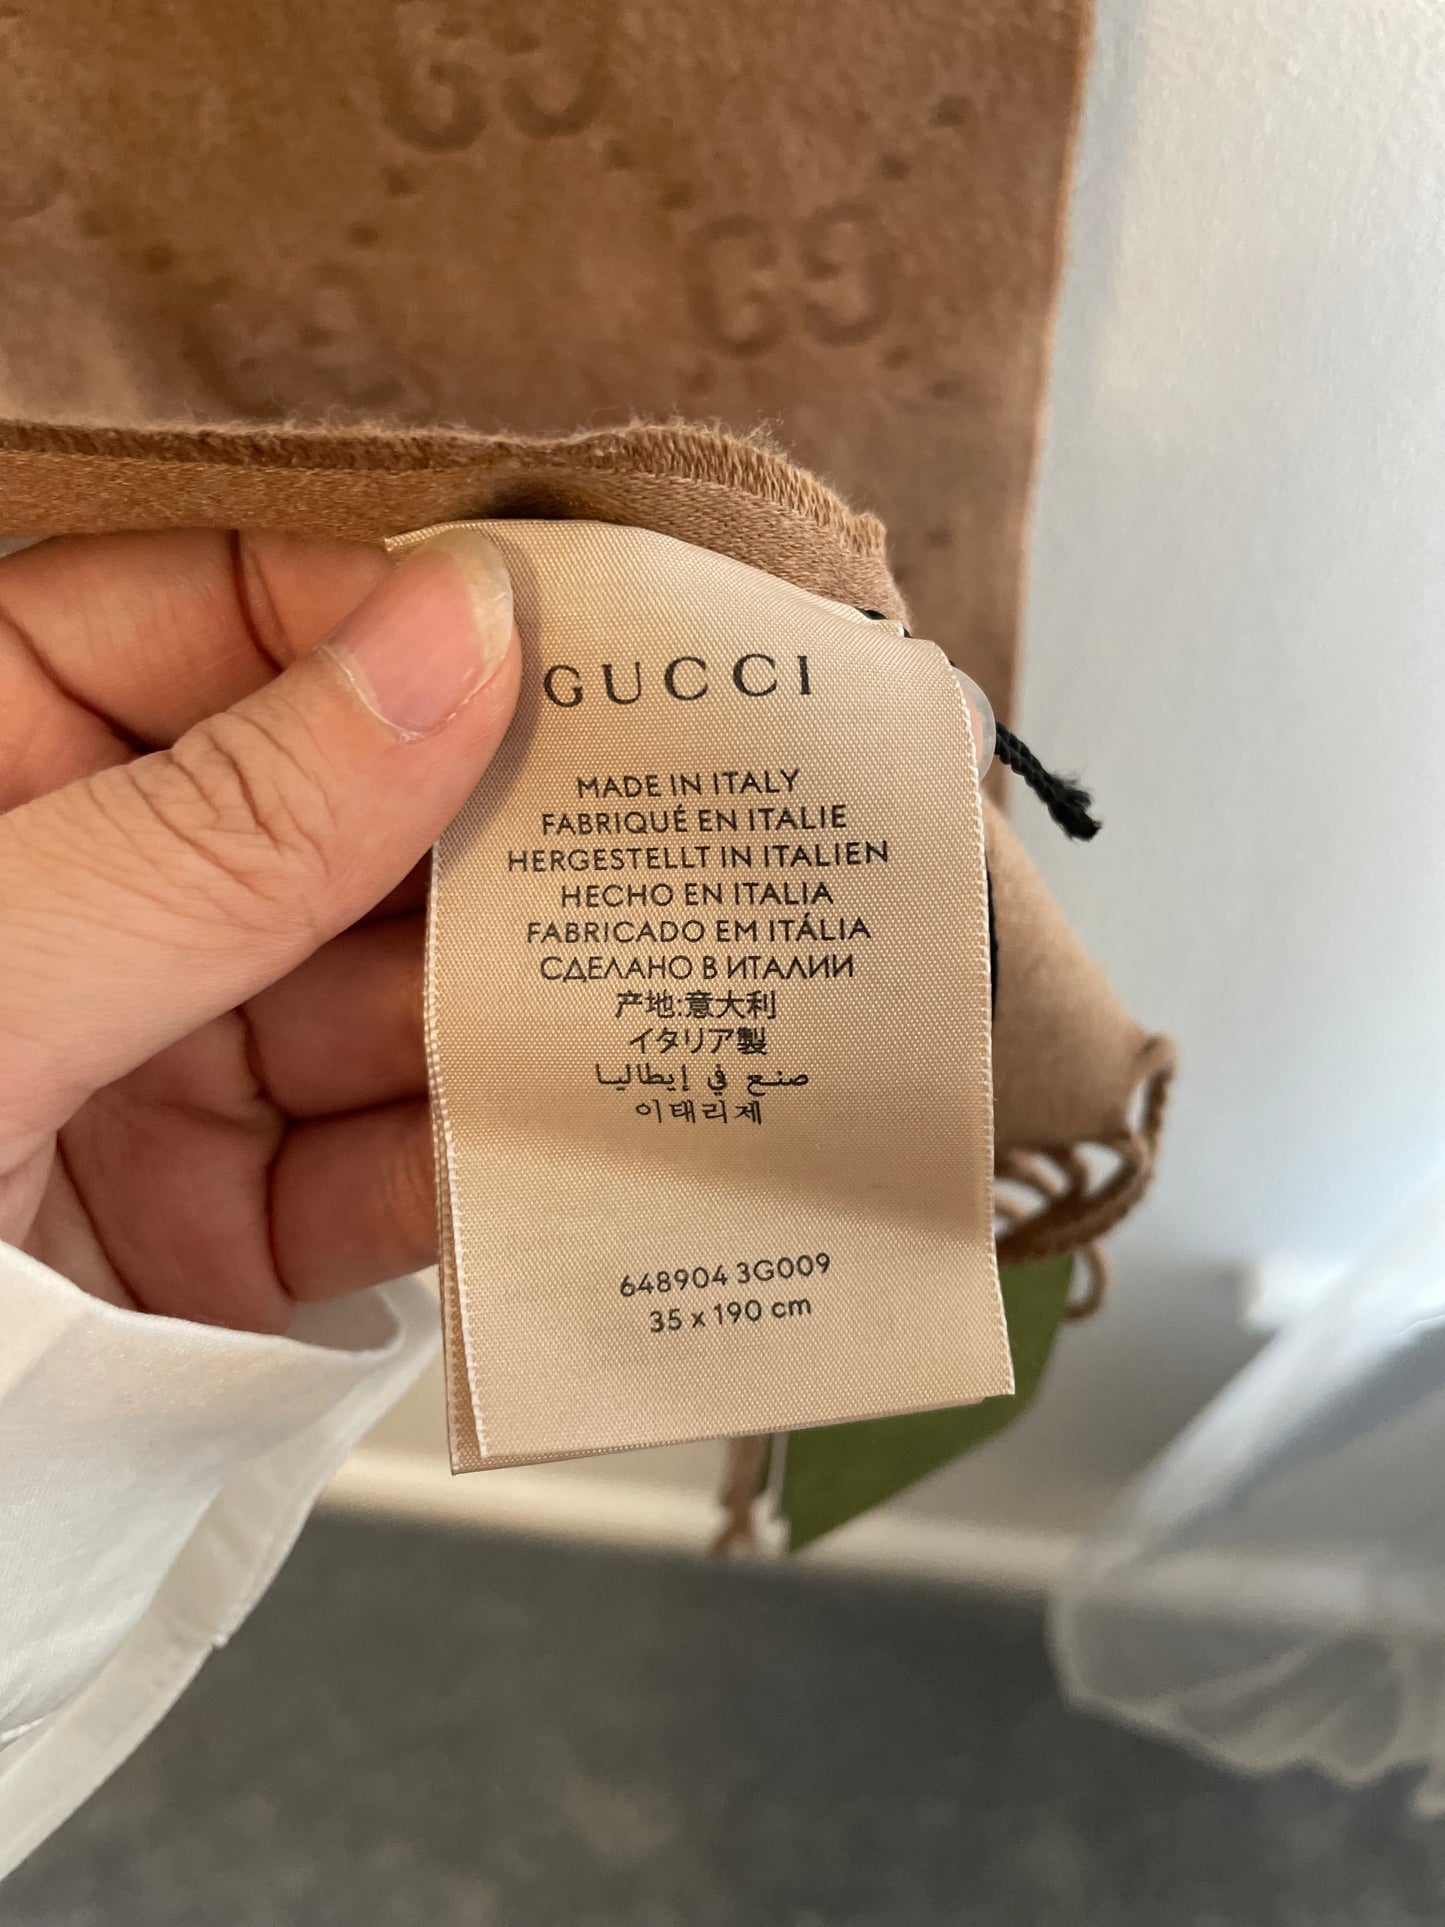 GUCCI
MADE IN ITALY
FABRIQUÉ EN ITALIE
HERGESTELLT IN ITALIEN
HECHO EN ITALIA
FABRICADO EM ITÁLIA
СДЕЛАНО В ИТАЛИИ
产地:意大利
イタリア製
صنع في إيطاليا
이태리제
648904 3G009
35 x 190 cm